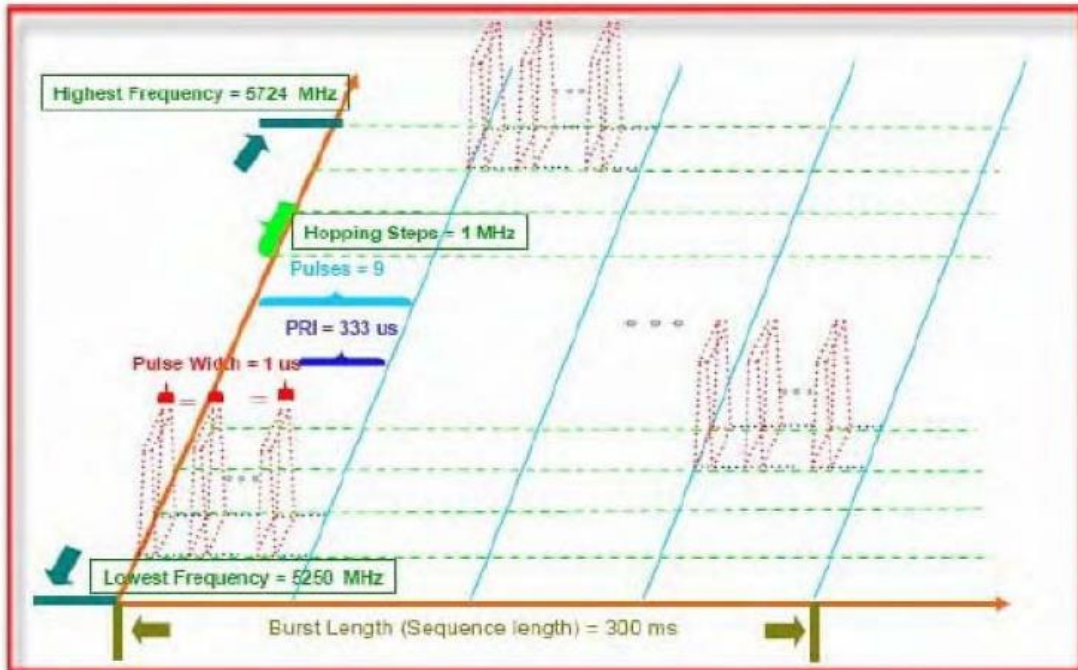 Highest Frequency = 5724 MHz
Hopping Steps = 1 MHz
Pulses = 9
PRI = 333 us
Pulse Width = 1 us
Lowest Frequency = 5250 MHz
Burst Length (Sequence length) = 300 ms